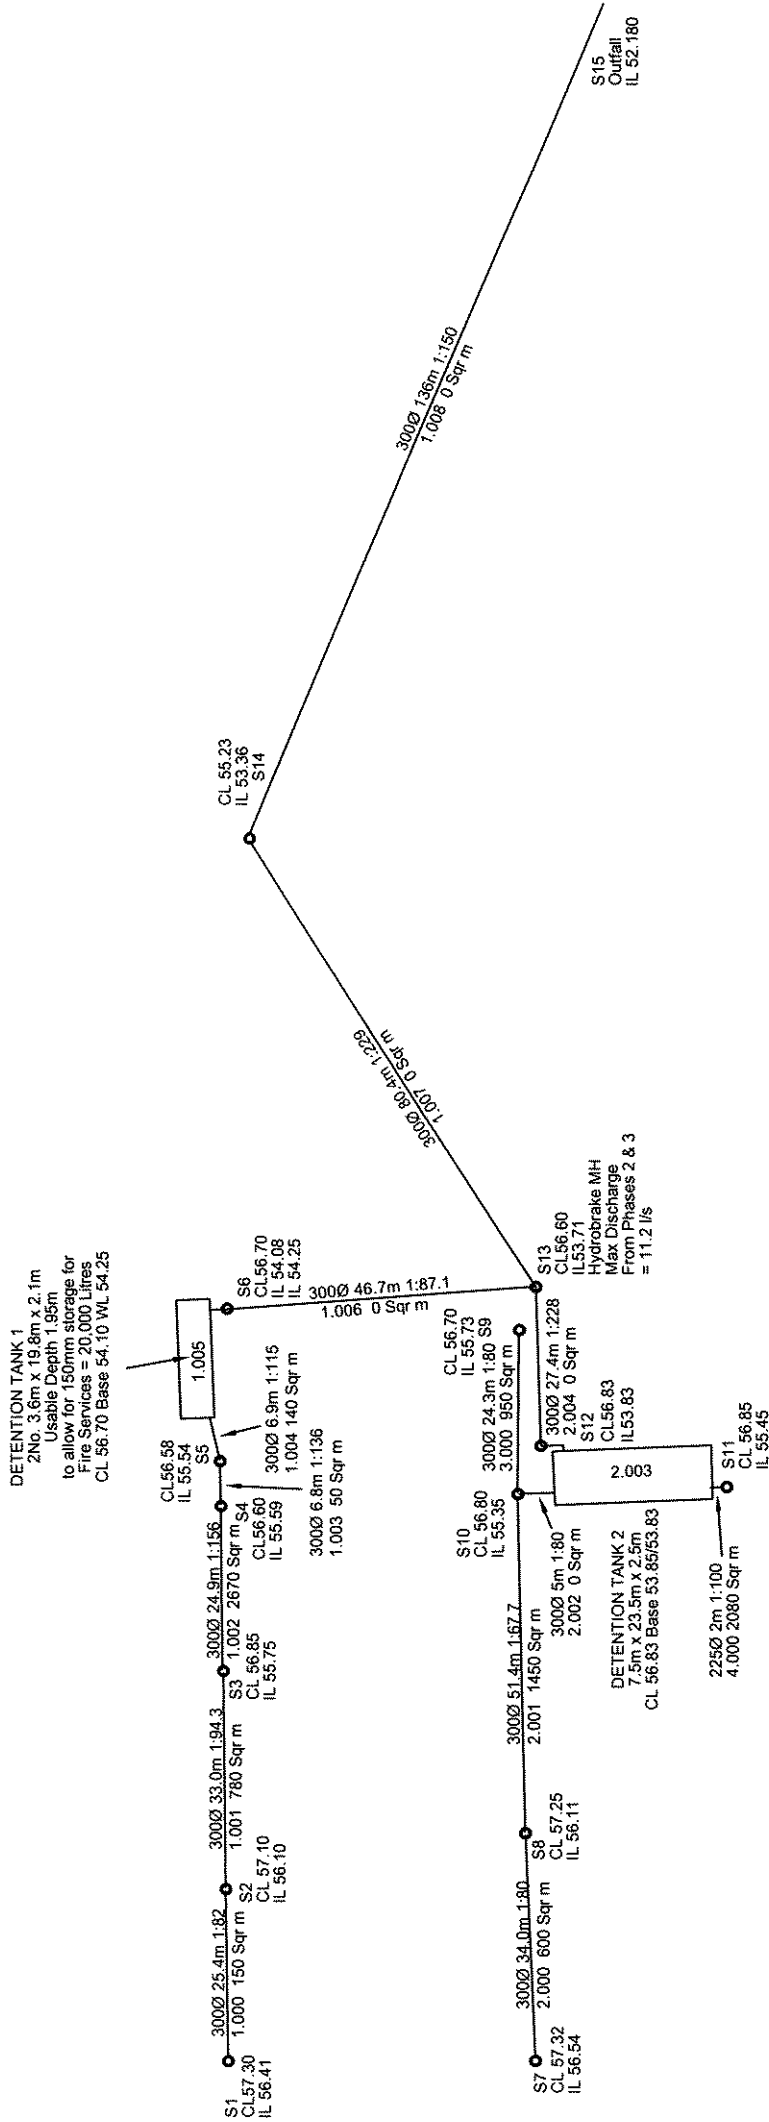 DETENTION TANK 1
2No. 3.6m x 19.8m x 2.1m
Usable Depth 1.95m
to allow for 150mm storage for
Fire Services = 20,000 Litres
CL 56.70 Base 54.10 WL 54.25
S1
CL57.30
IL 56.41
300Ø 25.4m 1:82
1.000 150 Sqr m
S2
CL 57.10
IL 56.10
300Ø 33.0m 1:94.3
1.001 780 Sqr m
S3
CL 56.85
IL 55.75
300Ø 24.9m 1:156
1.002 2670 Sqr m
S4
CL56.60
IL 55.59
300Ø 6.8m 1:136
1.003 50 Sqr m
CL56.58
IL 55.54
S5
300Ø 6.9m 1:115
1.004 140 Sqr m
1.005
S6
CL56.70
IL 54.08
IL 54.25
300Ø 46.7m 1:87.1
1.006 0 Sqr m
S7
CL 57.32
IL 56.54
300Ø 34.0m 1:80
2.000 600 Sqr m
S8
CL 57.25
IL 56.11
300Ø 51.4m 1:67.7
2.001 1450 Sqr m
S10
CL 56.80
IL 55.35
300Ø 5m 1:80
2.002 0 Sqr m
CL 56.70
IL 55.73
S9
300Ø 24.3m 1:80
3.000 950 Sqr m
DETENTION TANK 2
7.5m x 23.5m x 2.5m
CL 56.83 Base 53.85/53.83
2.003
225Ø 2m 1:100
4.000 2080 Sqr m
S11
CL 56.85
IL 55.45
S12
CL56.83
IL53.83
300Ø 27.4m 1:228
2.004 0 Sqr m
S13
CL56.60
IL53.71
Hydrobrake MH
Max Discharge
From Phases 2 & 3
= 11.2 l/s
300Ø 80.4m 1:229
1.007 0 Sqr m
CL 55.23
IL 53.36
S14
300Ø 136m 1:150
1.008 0 Sqr m
S15
Outfall
IL 52.180